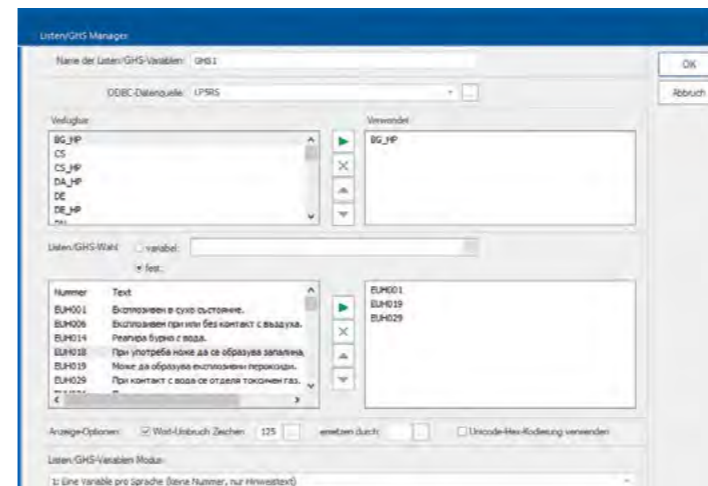 Listen/GHS Manager
Name der Listen/GHS-Variablen: GHS1
OK
ODBC-Datenquelle: LP5RS
Abbruch
Verfügbar
Verwendet
BG_HP
CS
CS_HP
DA_HP
DE
DE_HP
BG_HP
Listen/GHS-Wahl: variabel:
fest:
Nummer Text
EUH001 Експлозивен в сухо състояние.
EUH006 Експлозивен при или без контакт с въздуха.
EUH014 Реагира бурно с вода.
EUH018 При употреба може да се образува запалима,
EUH019 Може да образува експлозивни пероксиди.
EUH029 При контакт с вода се отделя токсичен газ.
EUH001
EUH019
EUH029
Anzeige-Optionen: Wort-Umbruch Zeichen: 125 ersetzen durch: Unicode-Hex-Kodierung verwenden
Listen/GHS-Variablen Modus:
1: Eine Variable pro Sprache (keine Nummer, nur Hinweistext)